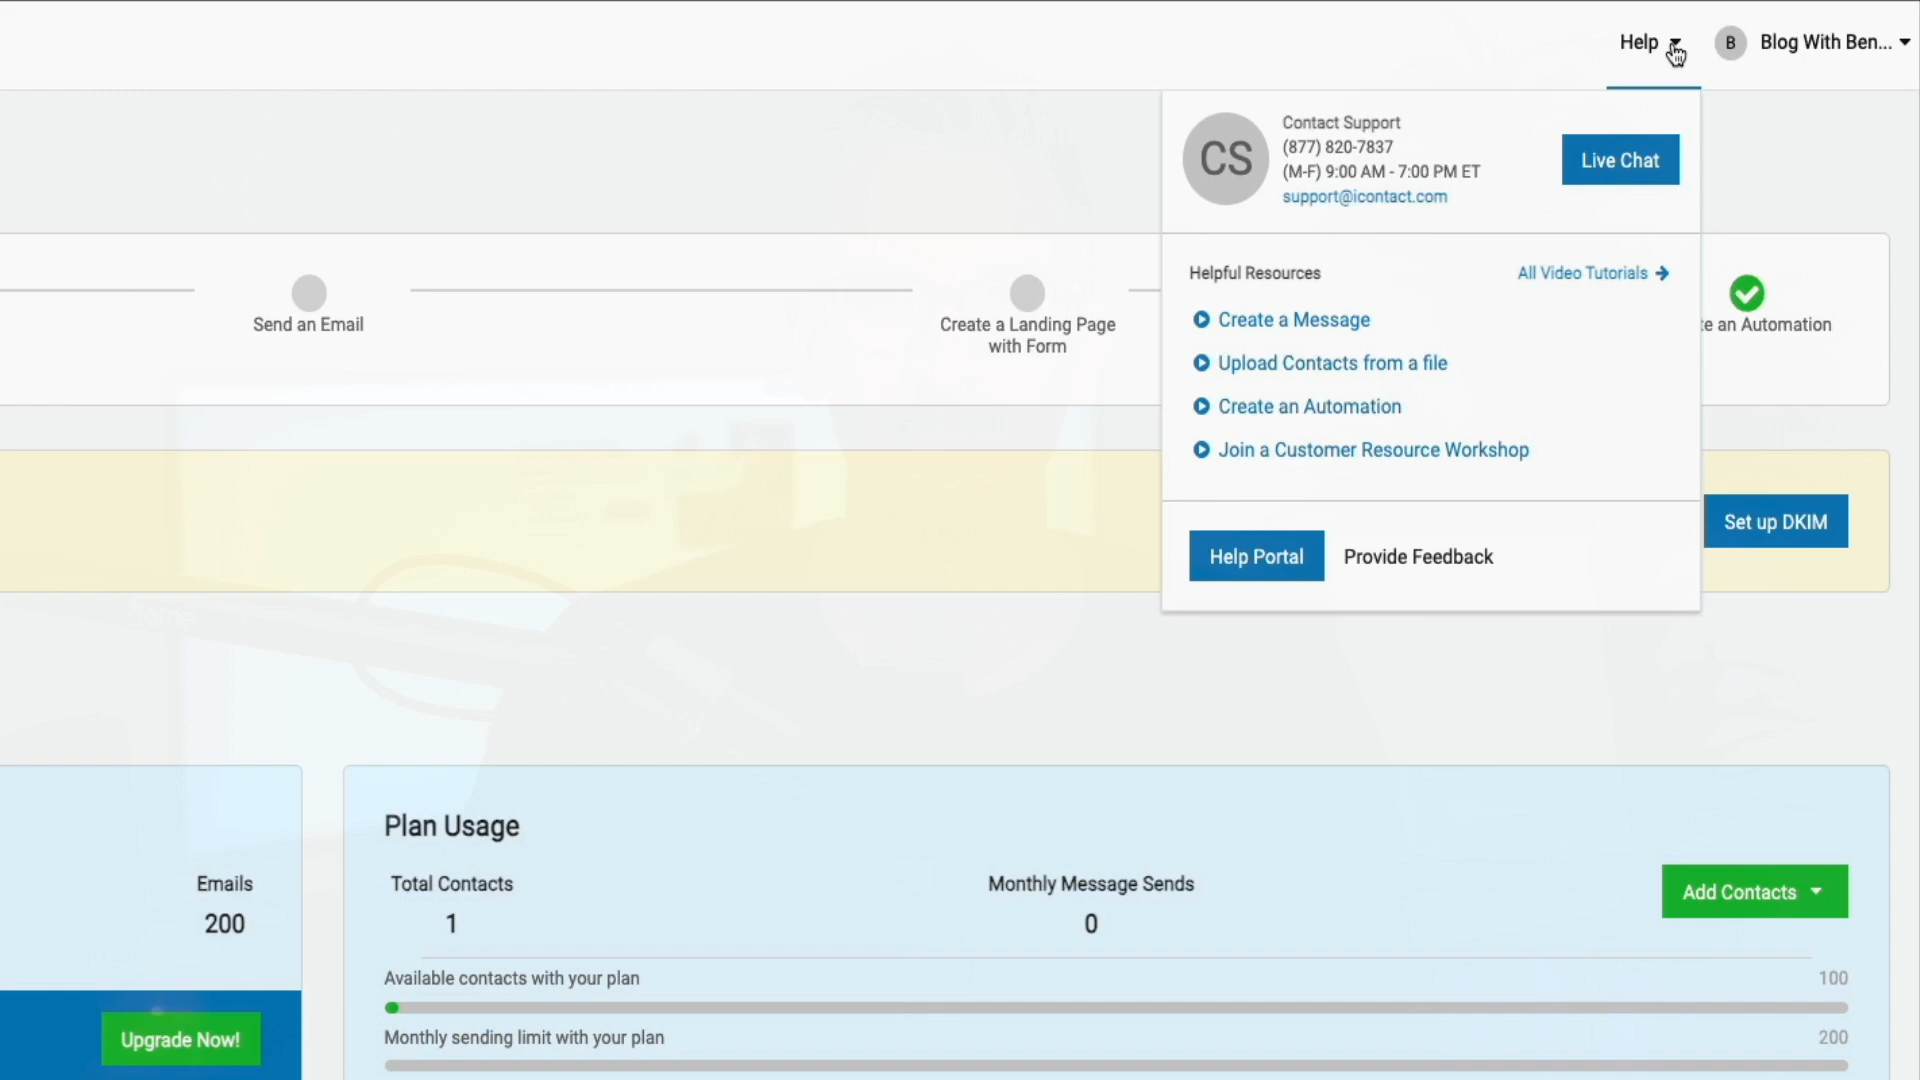 Help
B
Blog With Ben...
CS
Contact Support
(877) 820-7837
(M-F) 9:00 AM - 7:00 PM ET
support@icontact.com
Live Chat
Send an Email
Create a Landing Page
with Form
te an Automation
Helpful Resources
All Video Tutorials
Create a Message
Upload Contacts from a file
Create an Automation
Join a Customer Resource Workshop
Help Portal
Provide Feedback
Set up DKIM
Emails
200
Upgrade Now!
Plan Usage
Total Contacts
1
Monthly Message Sends
0
Add Contacts
Available contacts with your plan
100
Monthly sending limit with your plan
200